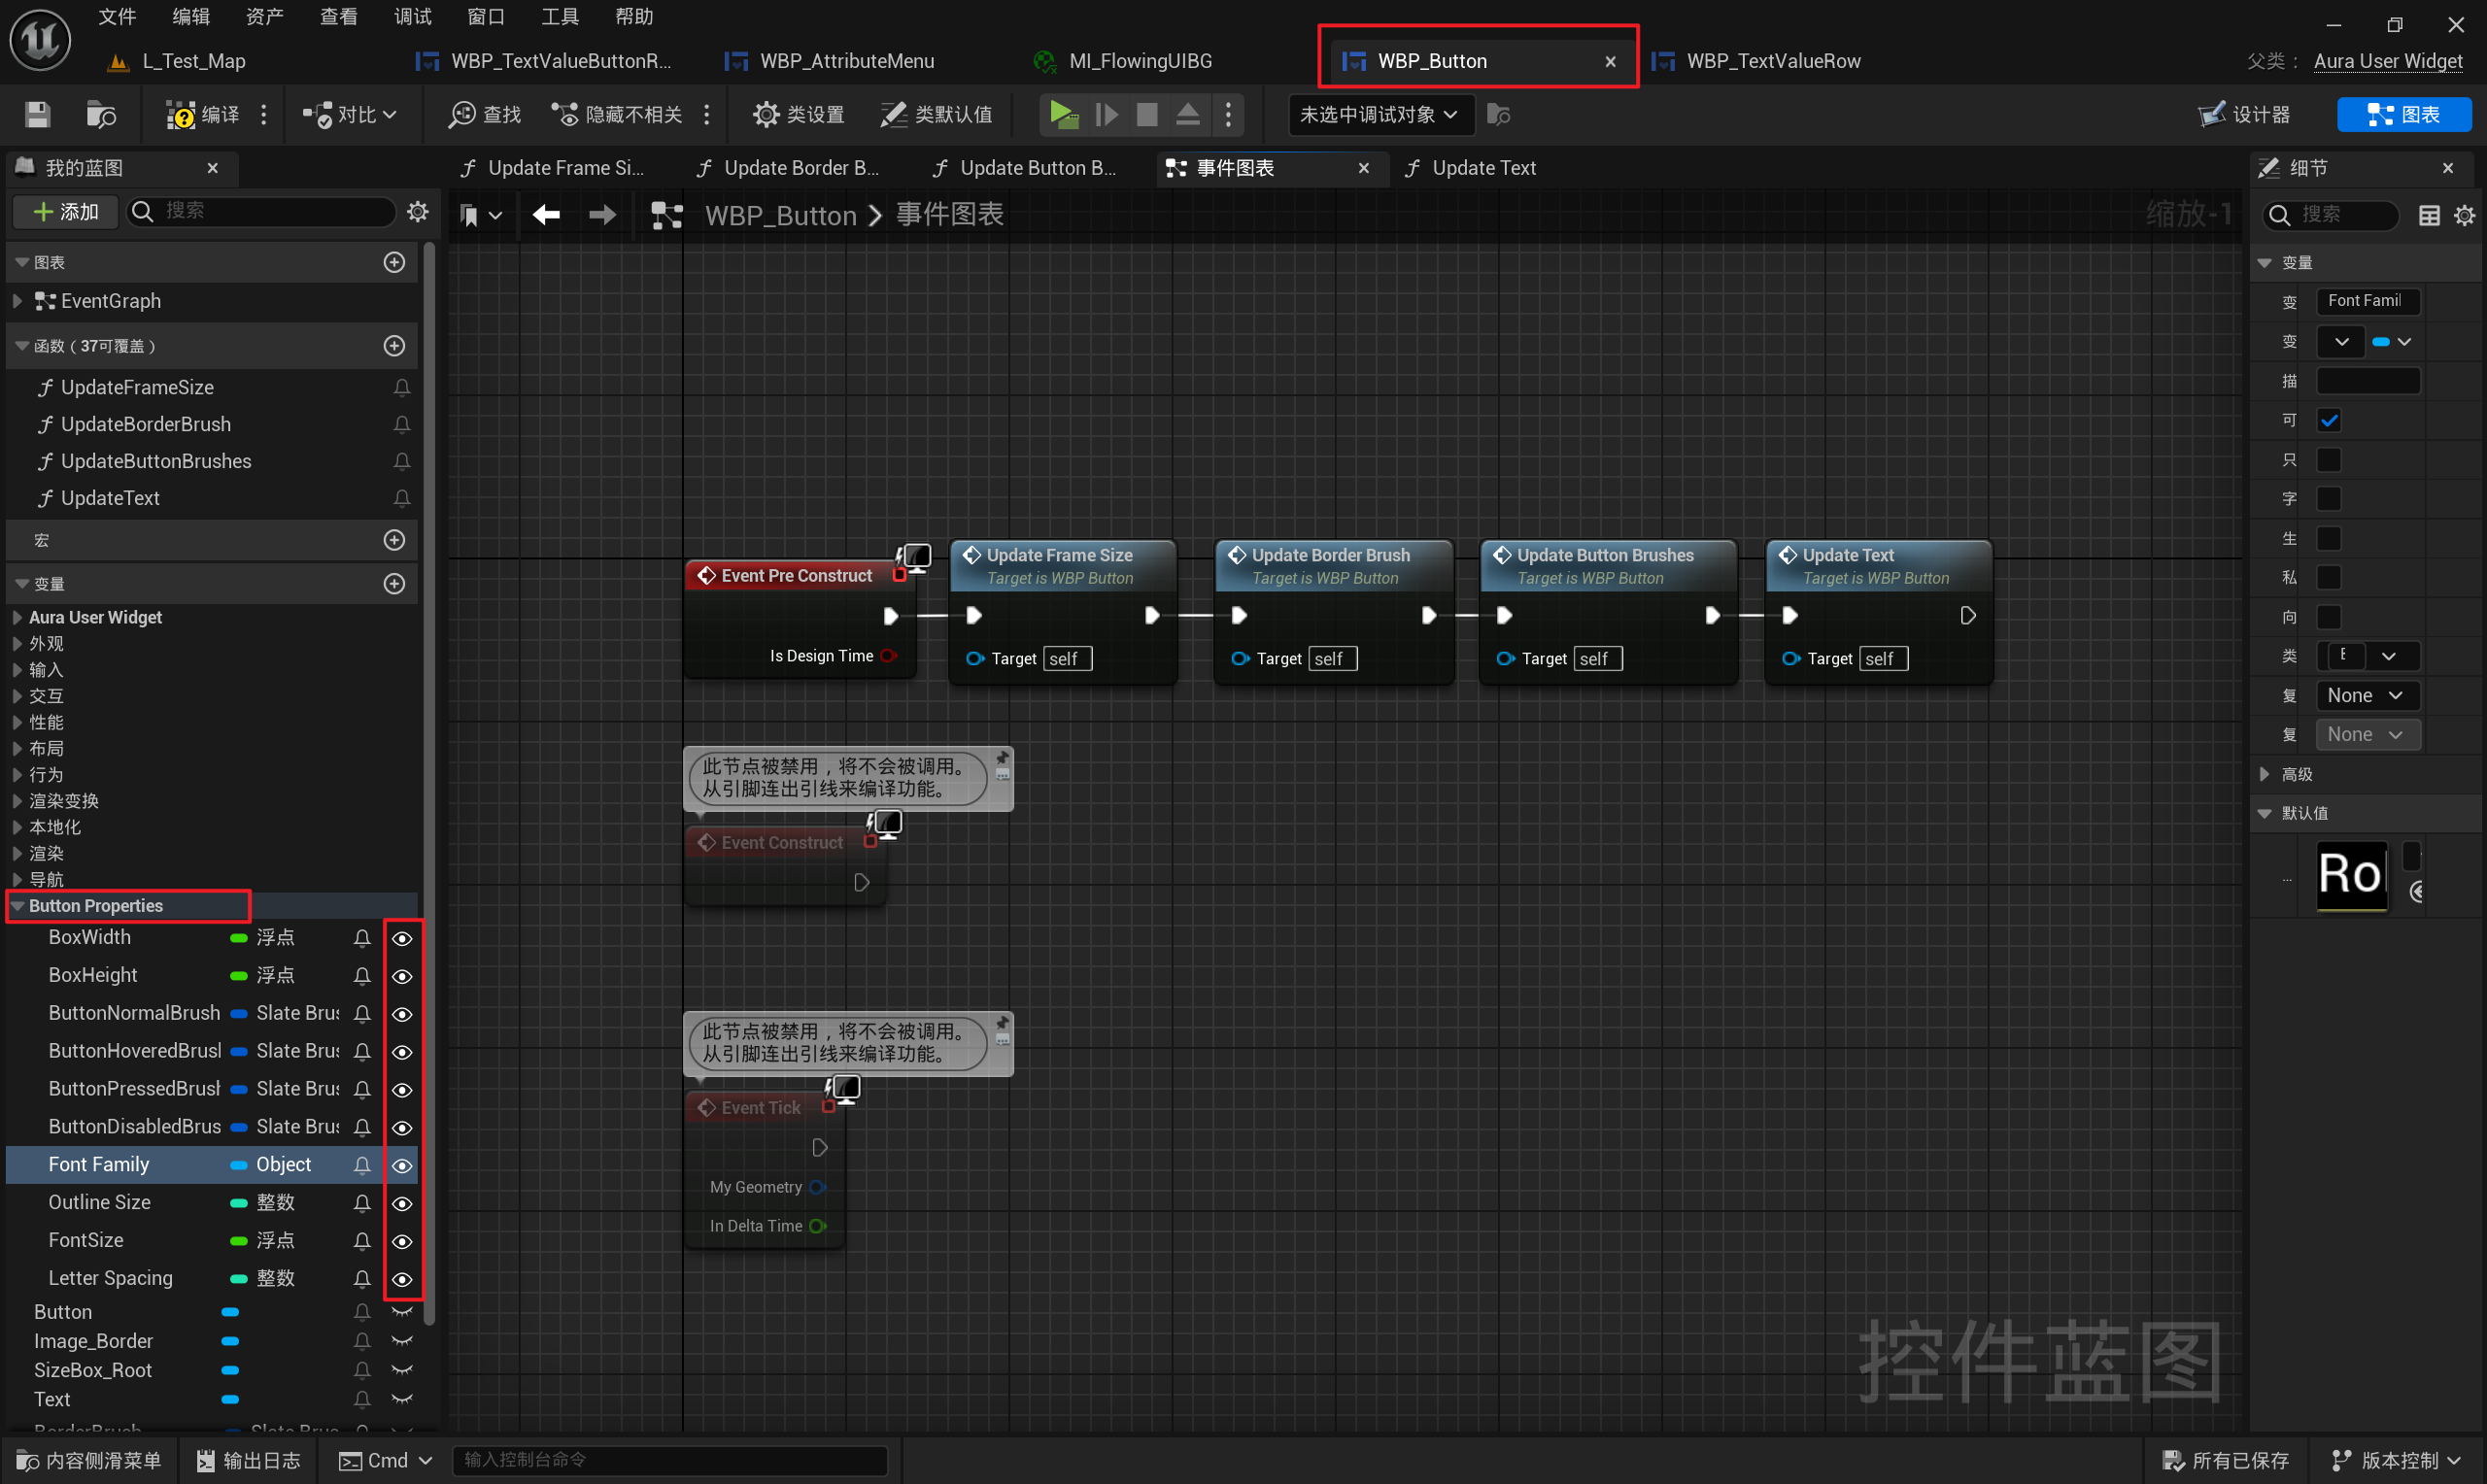 文件 编辑 资产 查看 调试 窗口 工具 帮助
L_Test_Map WBP_TextValueButtonR... WBP_AttributeMenu MI_FlowingUIBG WBP_Button WBP_TextValueRow 父类： Aura User Widget
编译 对比 查找 隐藏不相关 类设置 类默认值 未选中调试对象 设计器 图表
我的蓝图 Update Frame Si... Update Border B... Update Button B... 事件图表 Update Text 细节
添加 搜索 WBP_Button 事件图表 缩放-1 搜索
图表
EventGraph
函数（37可覆盖）
UpdateFrameSize
UpdateBorderBrush
UpdateButtonBrushes
UpdateText
宏
变量
Aura User Widget
外观
输入
交互
性能
布局
行为
渲染变换
本地化
渲染
导航
Button Properties
BoxWidth 浮点
BoxHeight 浮点
ButtonNormalBrush Slate Brus
ButtonHoveredBrusl Slate Brus
ButtonPressedBrusl Slate Brus
ButtonDisabledBrus Slate Brus
Font Family Object
Outline Size 整数
FontSize 浮点
Letter Spacing 整数
Button
Image_Border
SizeBox_Root
Text
BorderBrush Slate Brus
Event Pre Construct
Is Design Time
Update Frame Size
Target is WBP Button
Target self
Update Border Brush
Target is WBP Button
Target self
Update Button Brushes
Target is WBP Button
Target self
Update Text
Target is WBP Button
Target self
此节点被禁用，将不会被调用。
从引脚连出引线来编译功能。
Event Construct
此节点被禁用，将不会被调用。
从引脚连出引线来编译功能。
Event Tick
My Geometry
In Delta Time
控件蓝图
变量
变 Font Famil
变
描
可
只
字
生
私
向
类 E
复 None
复 None
高级
默认值
... Ro
内容侧滑菜单 输出日志 Cmd 输入控制台命令 所有已保存 版本控制